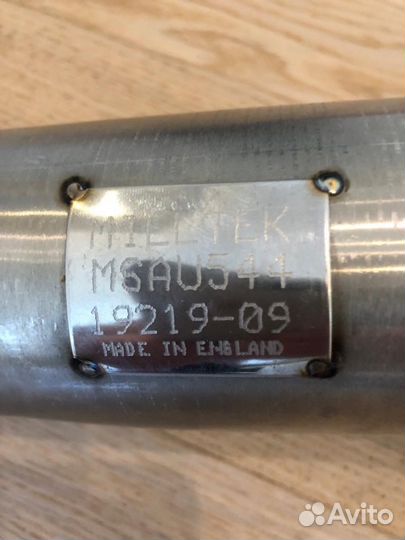 MILLTEK
MSAU544
19219-09
MADE IN ENGLAND
Avito